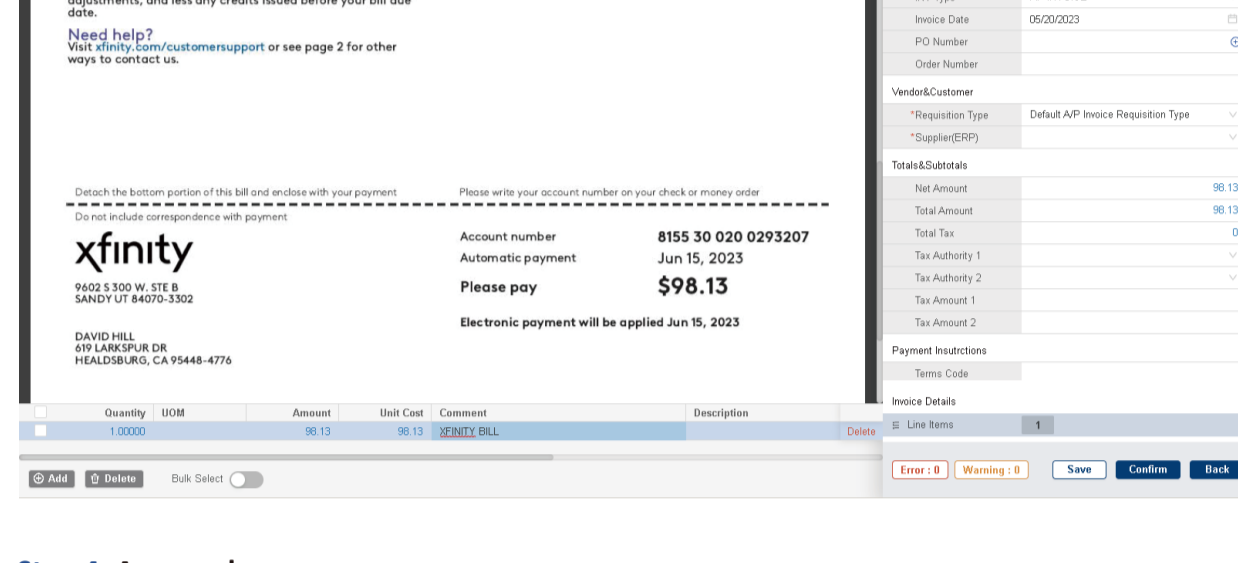 adjustments, and less any credits issued before your bill due
date.
Need help?
Visit xfinity.com/customersupport or see page 2 for other
ways to contact us.
Detach the bottom portion of this bill and enclose with your payment
Please write your account number on your check or money order
Do not include correspondence with payment
xfinity
9602 S 300 W. STE B
SANDY UT 84070-3302
DAVID HILL
619 LARKSPUR DR
HEALDSBURG, CA 95448-4776
Account number 8155 30 020 0293207
Automatic payment Jun 15, 2023
Please pay $98.13
Electronic payment will be applied Jun 15, 2023
Quantity UOM Amount Unit Cost Comment Description
1.00000 98.13 98.13 XFINITY BILL Delete
Add Delete Bulk Select
Invoice Date 05/20/2023
PO Number
Order Number
Vendor&Customer
*Requisition Type Default A/P Invoice Requisition Type
*Supplier(ERP)
Totals&Subtotals
Net Amount 98.13
Total Amount 98.13
Total Tax 0
Tax Authority 1
Tax Authority 2
Tax Amount 1
Tax Amount 2
Payment Insutrctions
Terms Code
Invoice Details
Line Items 1
Error : 0 Warning : 0 Save Confirm Back